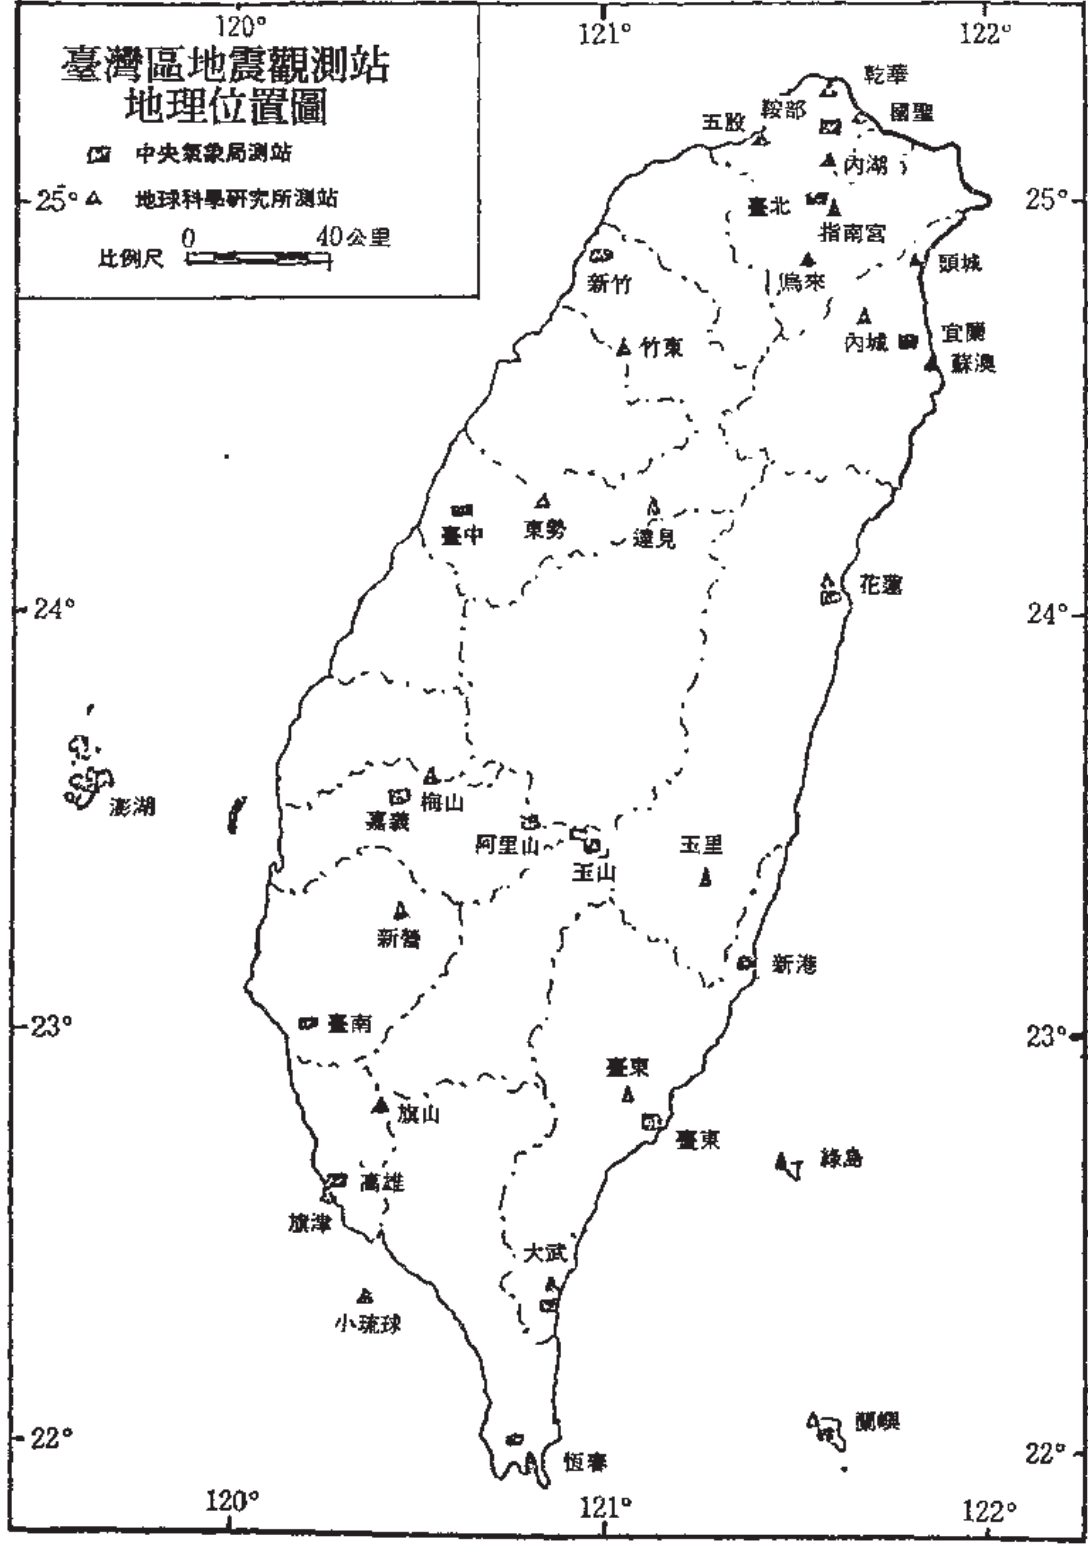 120°
121°
122°
臺灣區地震觀測站
地理位置圖
中央氣象局測站
地球科學研究所測站
比例尺 0 40公里
乾華
鞍部
國聖
五股
內湖
25°
25°
臺北
指南宮
烏來
頭城
新竹
內城
宜蘭
竹東
蘇澳
臺中
東勢
達見
花蓮
24°
24°
澎湖
梅山
嘉義
阿里山
玉山
玉里
新營
新港
臺南
23°
23°
臺東
旗山
臺東
綠島
高雄
旗津
大武
小琉球
蘭嶼
22°
22°
恆春
120°
121°
122°